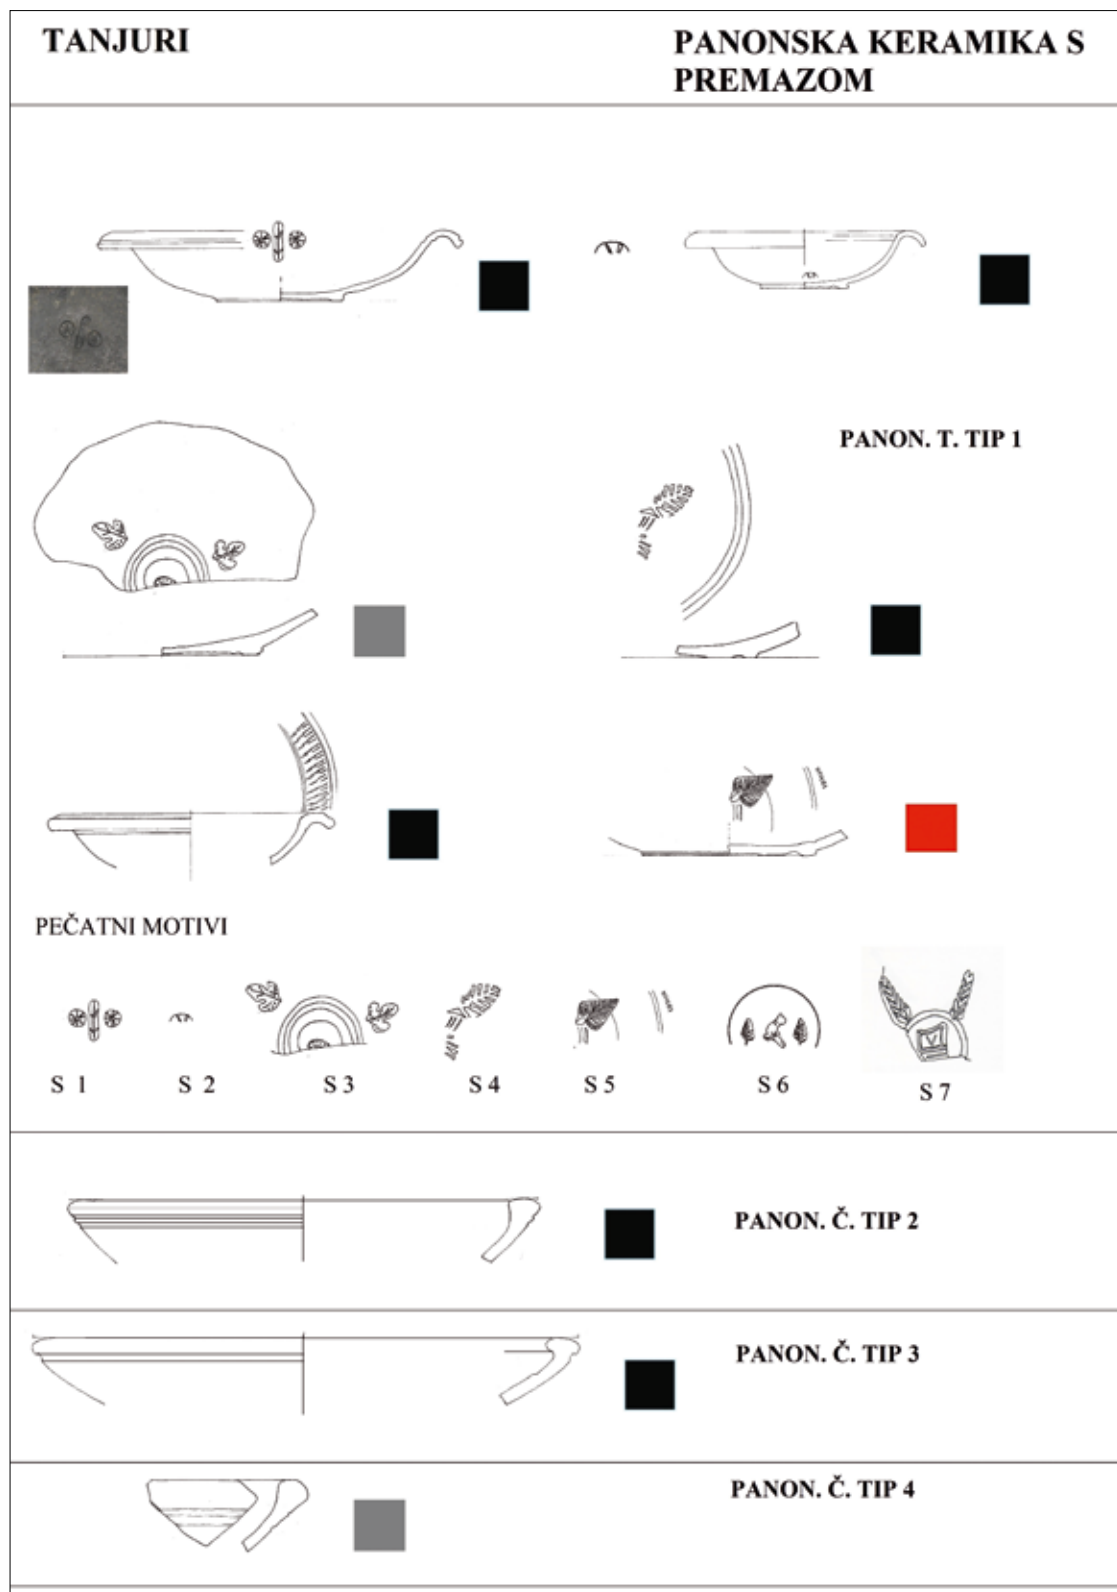 TANJURI
PANONSKA KERAMIKA S
PREMAZOM
PANON. T. TIP 1
PEČATNI MOTIVI
S 1
S 2
S 3
S 4
S 5
S 6
S 7
PANON. Č. TIP 2
PANON. Č. TIP 3
PANON. Č. TIP 4